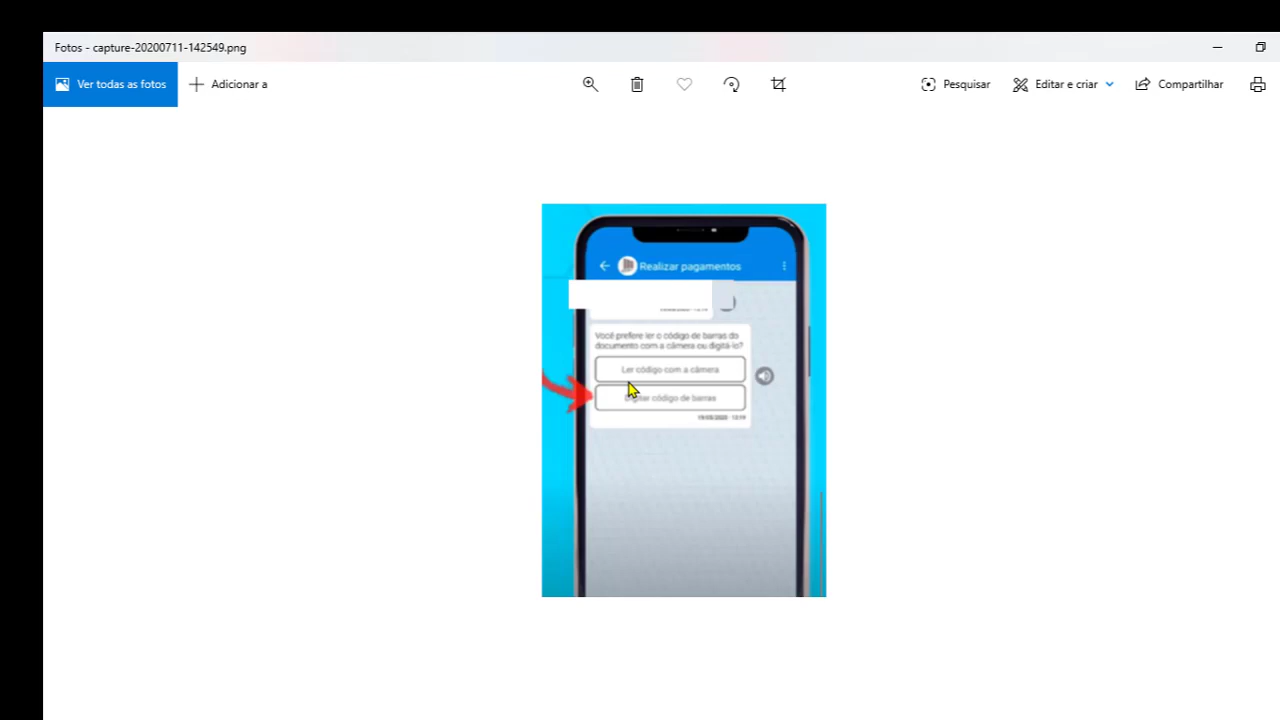 Fotos - capture-20200711-142549.png
Ver todas as fotos
Adicionar a
Pesquisar
Editar e criar
Compartilhar
Realizar pagamentos
Você prefere ler o código de barras do
documento com a câmera ou digitá-lo?
Ler código com a câmera
código de barras